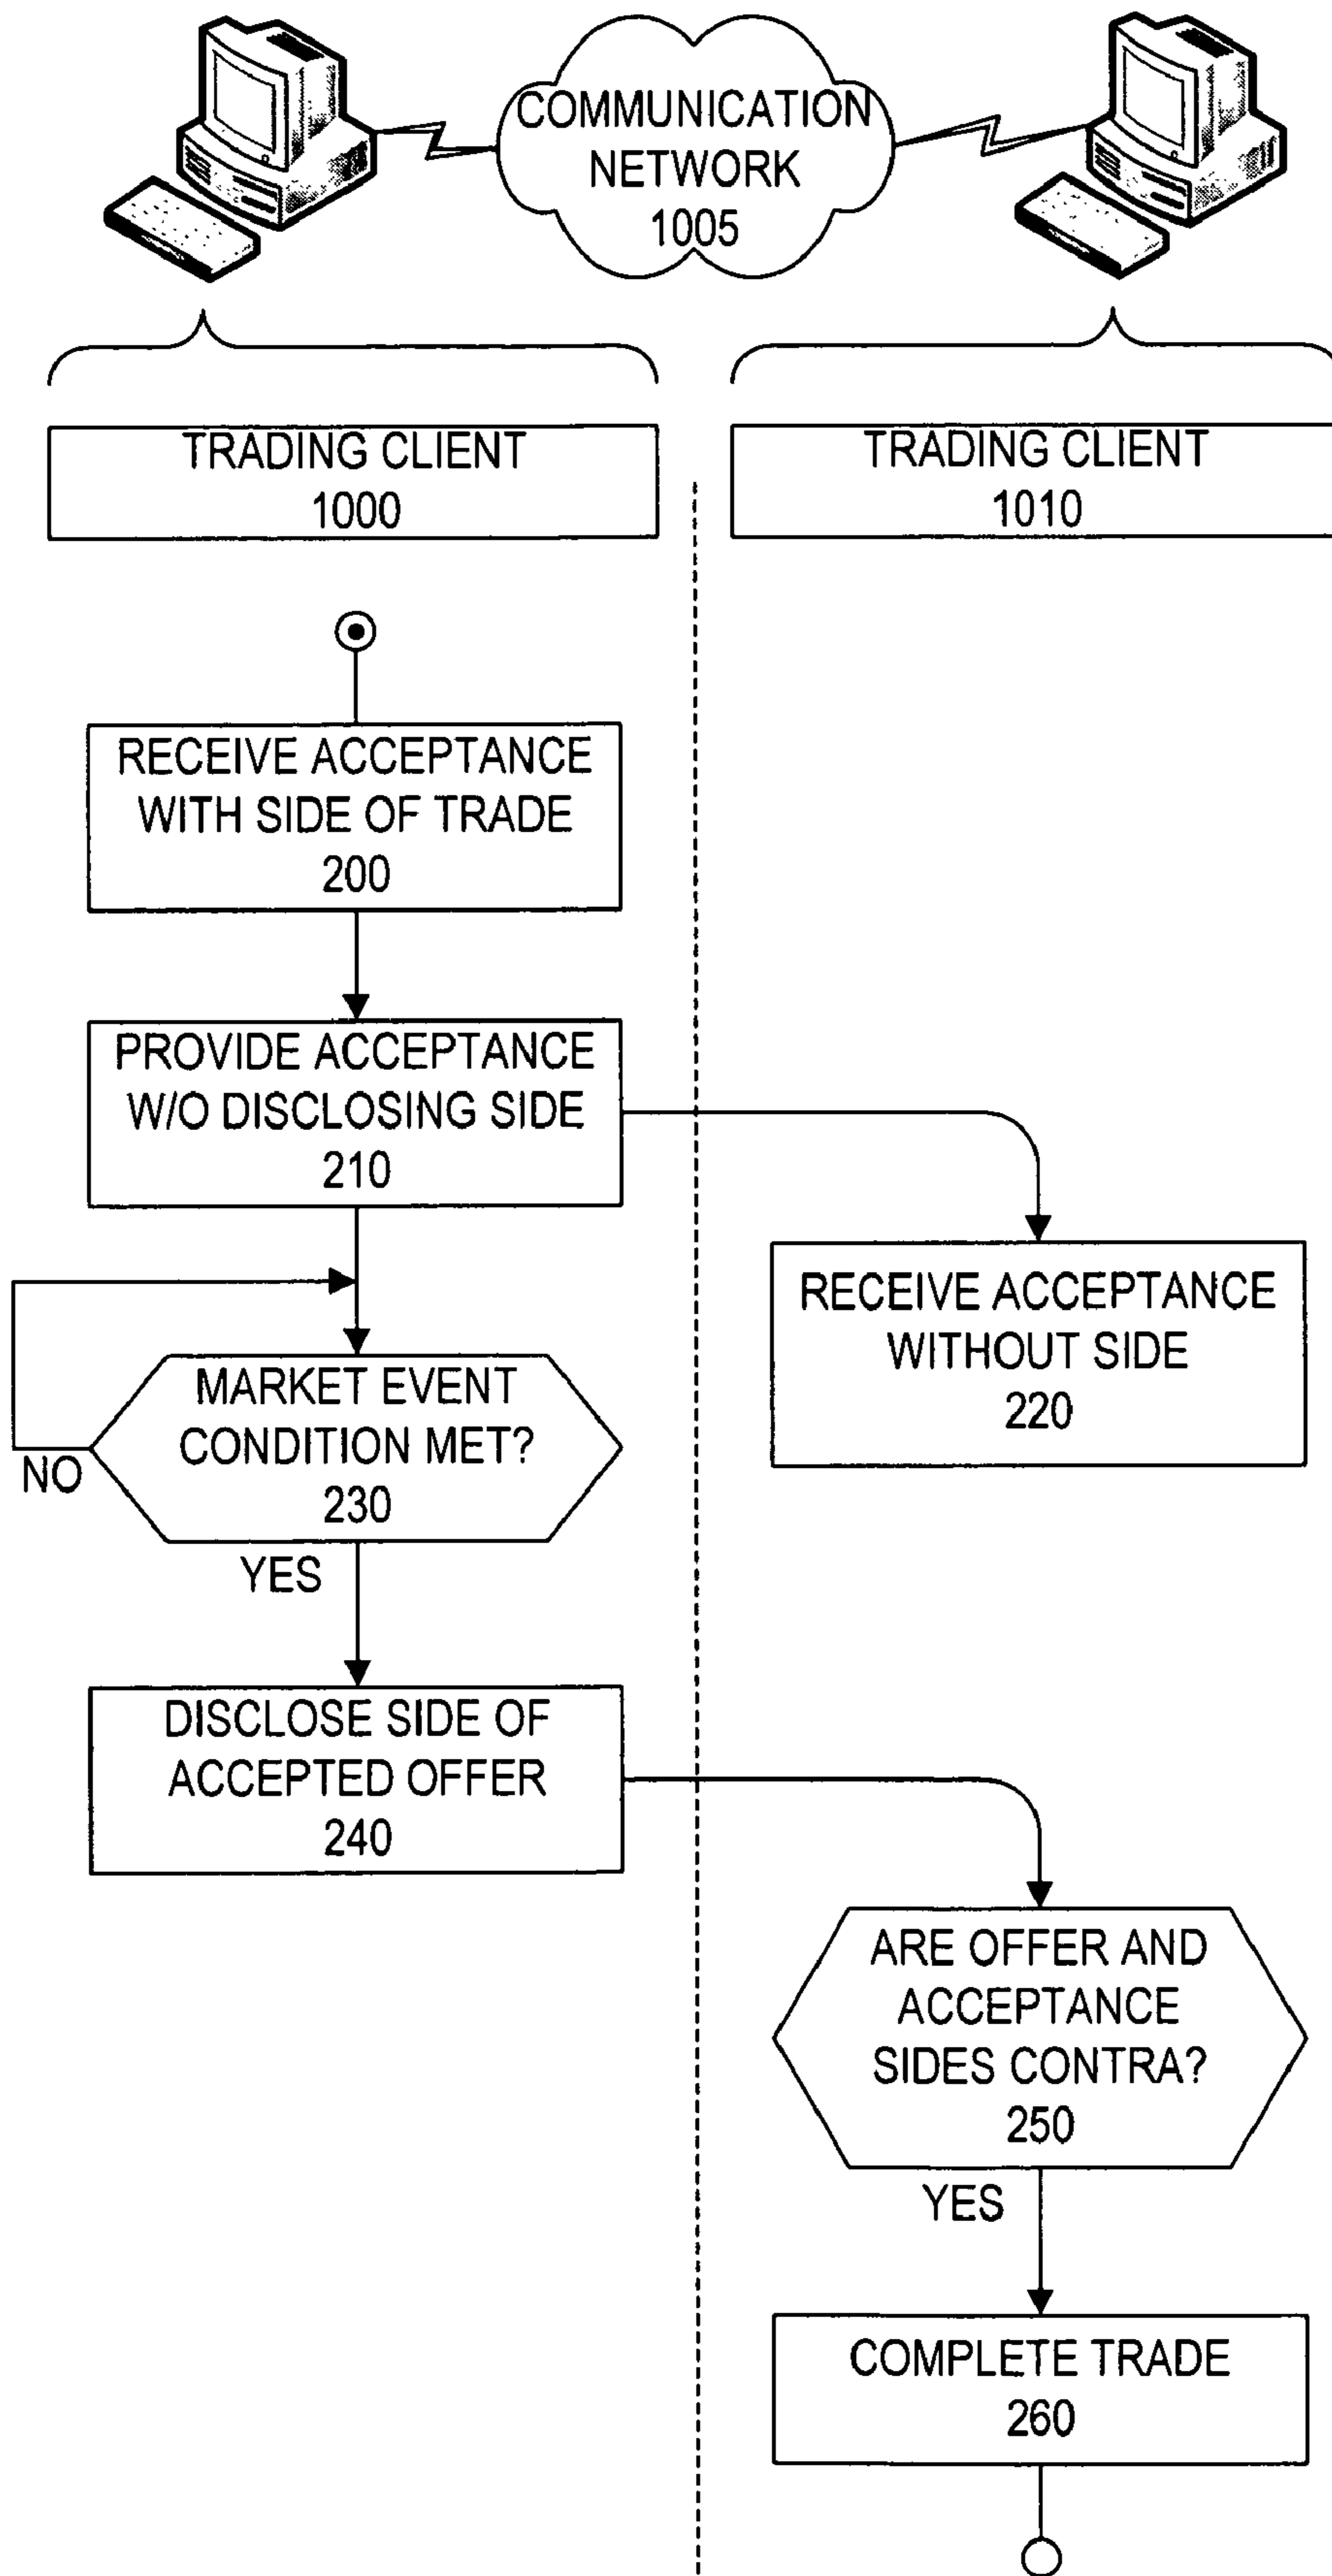 COMMUNICATION
NETWORK
1005
TRADING CLIENT
1000
TRADING CLIENT
1010
RECEIVE ACCEPTANCE
WITH SIDE OF TRADE
200
PROVIDE ACCEPTANCE
W/O DISCLOSING SIDE
210
RECEIVE ACCEPTANCE
WITHOUT SIDE
220
MARKET EVENT
CONDITION MET?
230
NO
YES
DISCLOSE SIDE OF
ACCEPTED OFFER
240
ARE OFFER AND
ACCEPTANCE
SIDES CONTRA?
250
YES
COMPLETE TRADE
260